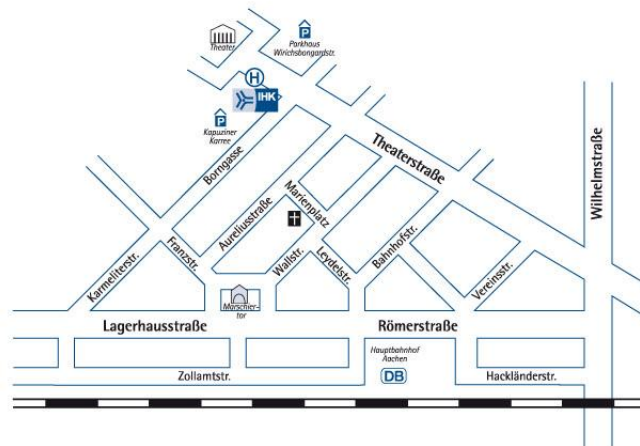 P
Parkhaus
Wirichsbongardstr.
Theater
H
IHK
P
Kapuziner
Karree
Borngasse
Theaterstraße
Wilhelmstraße
Marienplatz
Aureliusstraße
Franzstr.
Karmeliterstr.
Wallstr.
Leydelstr.
Bahnhofstr.
Vereinsstr.
Marschier-
tor
Lagerhausstraße
Römerstraße
Hauptbahnhof
Aachen
DB
Zollamtstr.
Hackländerstr.